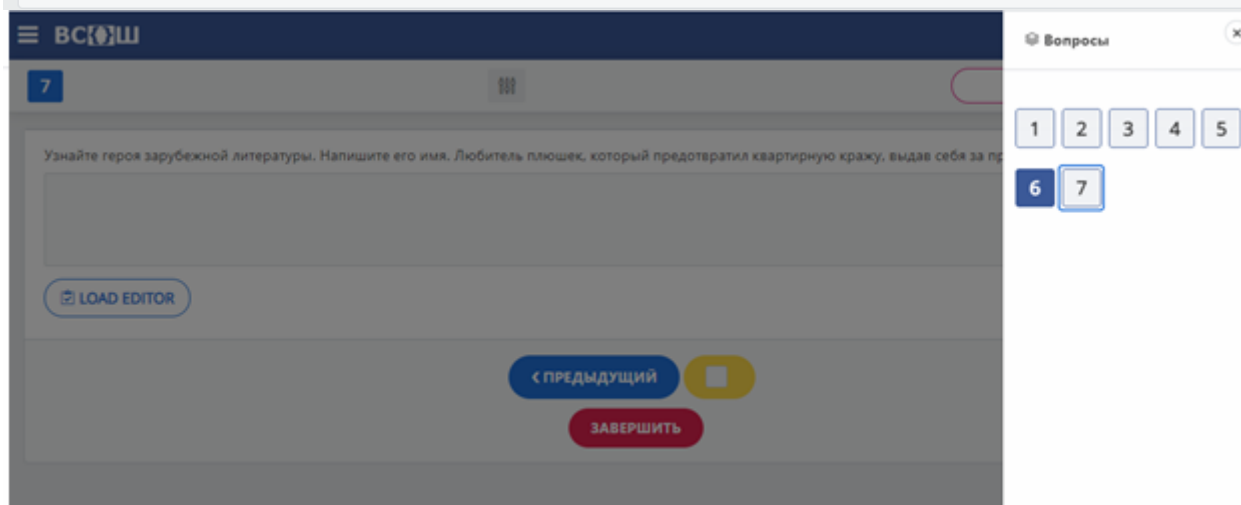 ВСОШ
Вопросы
7
1 2 3 4 5
Узнайте героя зарубежной литературы. Напишите его имя. Любитель плюшек, который предотвратил квартирную кражу, выдав себя за пр
6 7
LOAD EDITOR
ПРЕДЫДУЩИЙ
ЗАВЕРШИТЬ